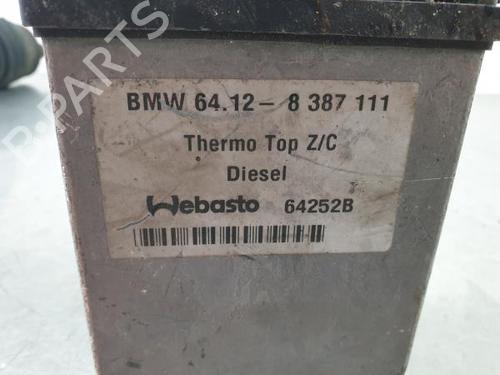 BMW 64.12- 8 387 111
Thermo Top Z/C
Diesel
Webasto 64252B
B-PARTS